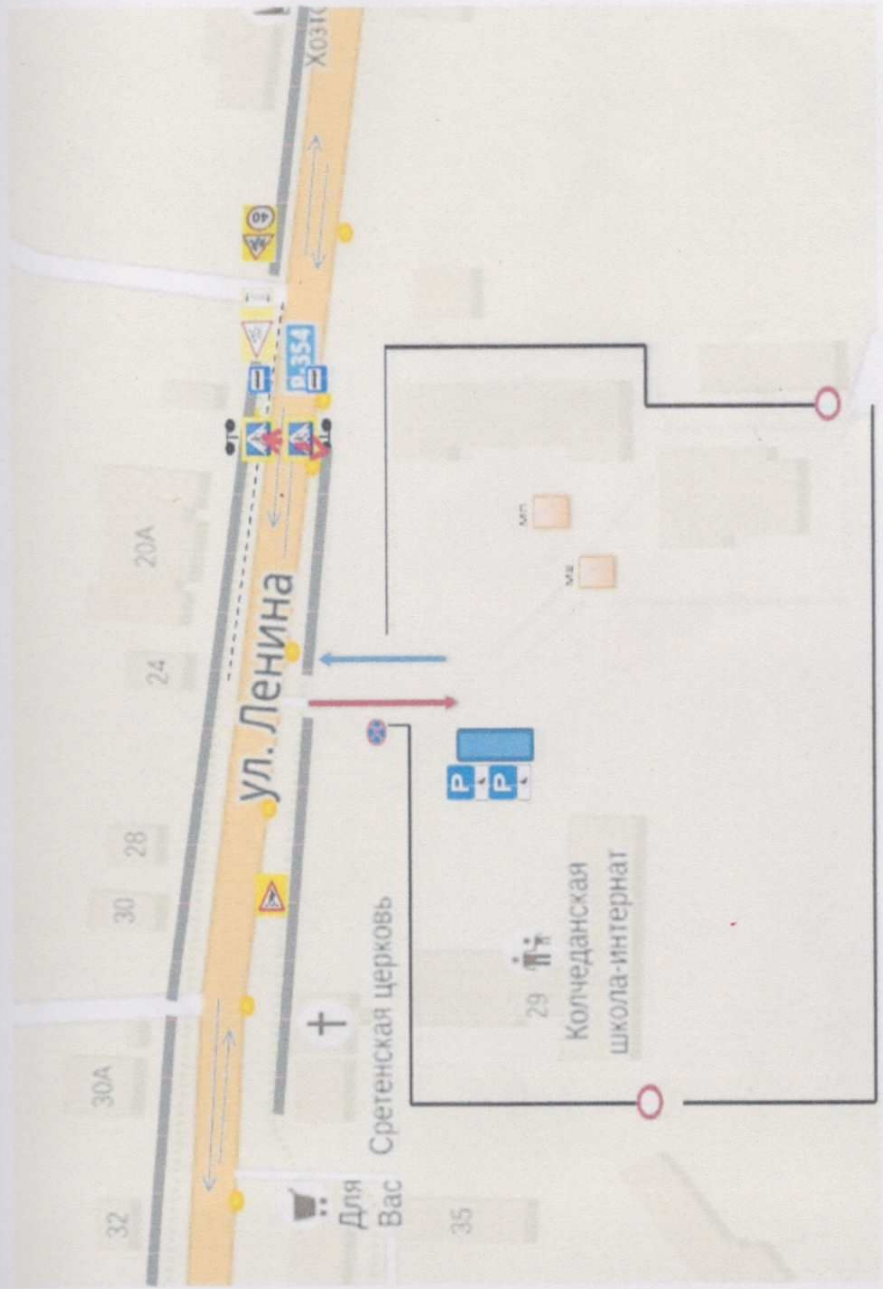 32
30А
30
28
24
20А
ул. Ленина
40
Р.354
Для
Вас
Сретенская церковь
35
P
P
29
Колчеданская
школа-интернат